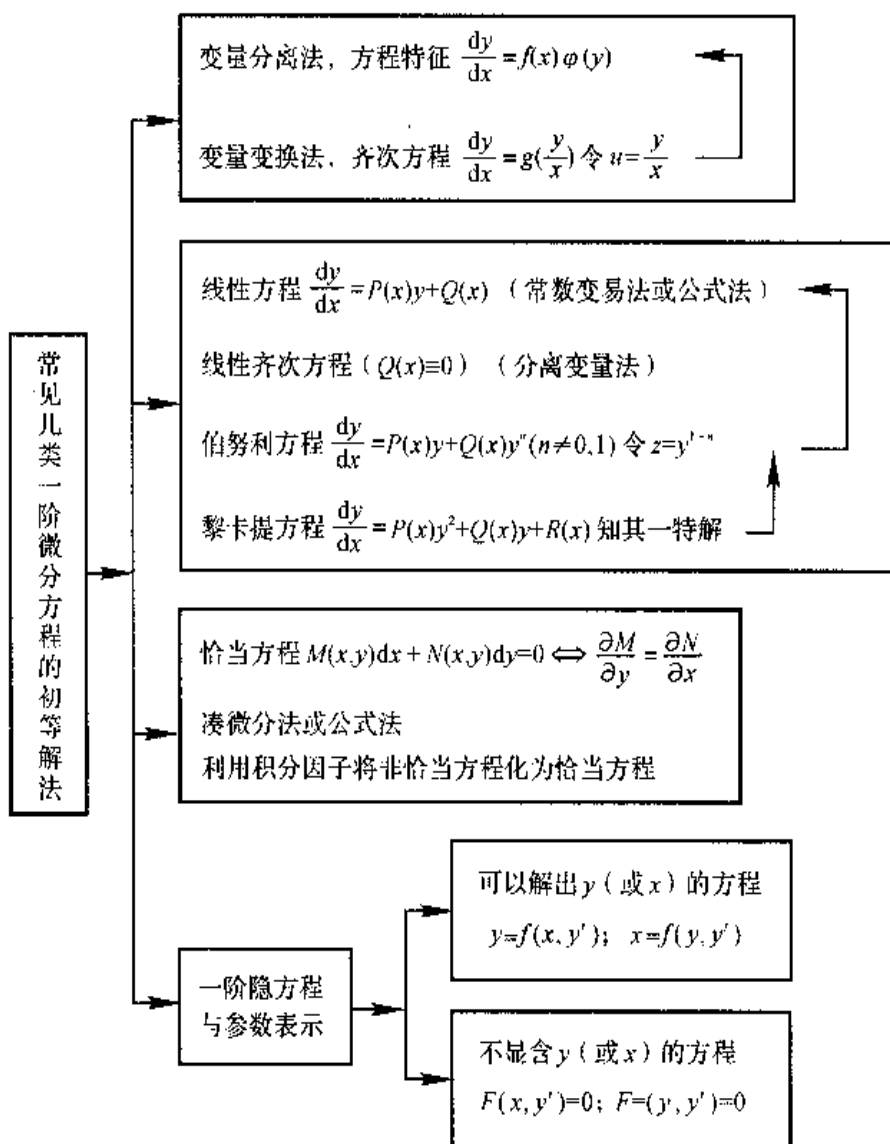 变量分离法，方程特征 dy/dx=f(x)φ(y)
变量变换法，齐次方程 dy/dx=g(y/x)令 u=y/x
线性方程 dy/dx=P(x)y+Q(x)（常数变易法或公式法）
线性齐次方程（Q(x)≡0）（分离变量法）
伯努利方程 dy/dx=P(x)y+Q(x)yⁿ(n≠0,1)令 z=y¹⁻ⁿ
黎卡提方程 dy/dx=P(x)y²+Q(x)y+R(x)知其一特解
常见几类一阶微分方程的初等解法
恰当方程 M(x,y)dx+N(x,y)dy=0⇔∂M/∂y=∂N/∂x
凑微分法或公式法
利用积分因子将非恰当方程化为恰当方程
一阶隐方程
与参数表示
可以解出 y（或 x）的方程
y=f(x,y′)；x=f(y,y′)
不显含 y（或 x）的方程
F(x,y′)=0；F=(y,y′)=0